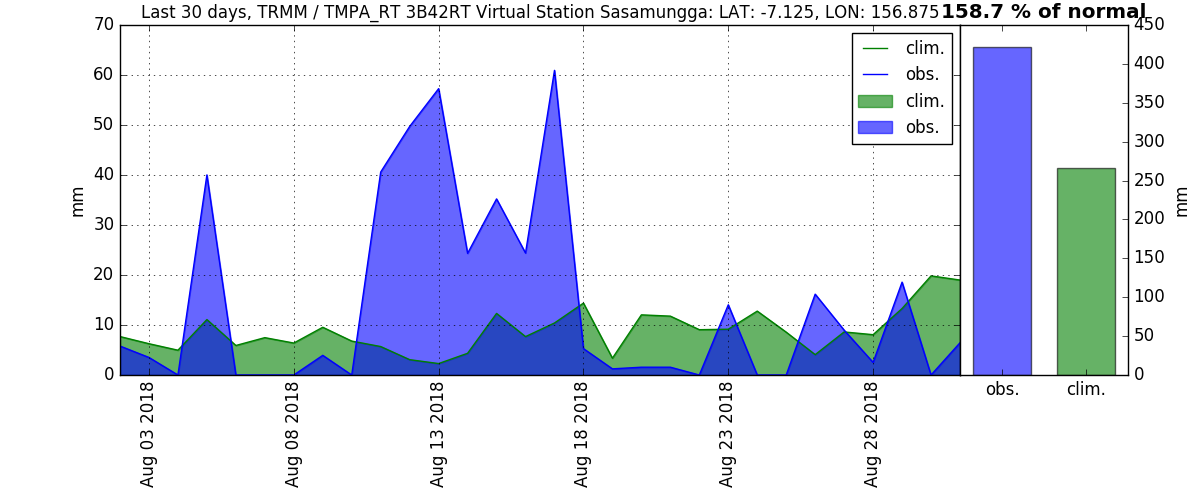 Last 30 days, TRMM / TMPA_RT 3B42RT Virtual Station Sasamungga: LAT: -7.125, LON: 156.875
158.7 % of normal
70
60
50
40
30
20
10
0
mm
clim.
obs.
clim.
obs.
Aug 03 2018
Aug 08 2018
Aug 13 2018
Aug 18 2018
Aug 23 2018
Aug 28 2018
450
400
350
300
250
200
150
100
50
0
mm
obs.
clim.